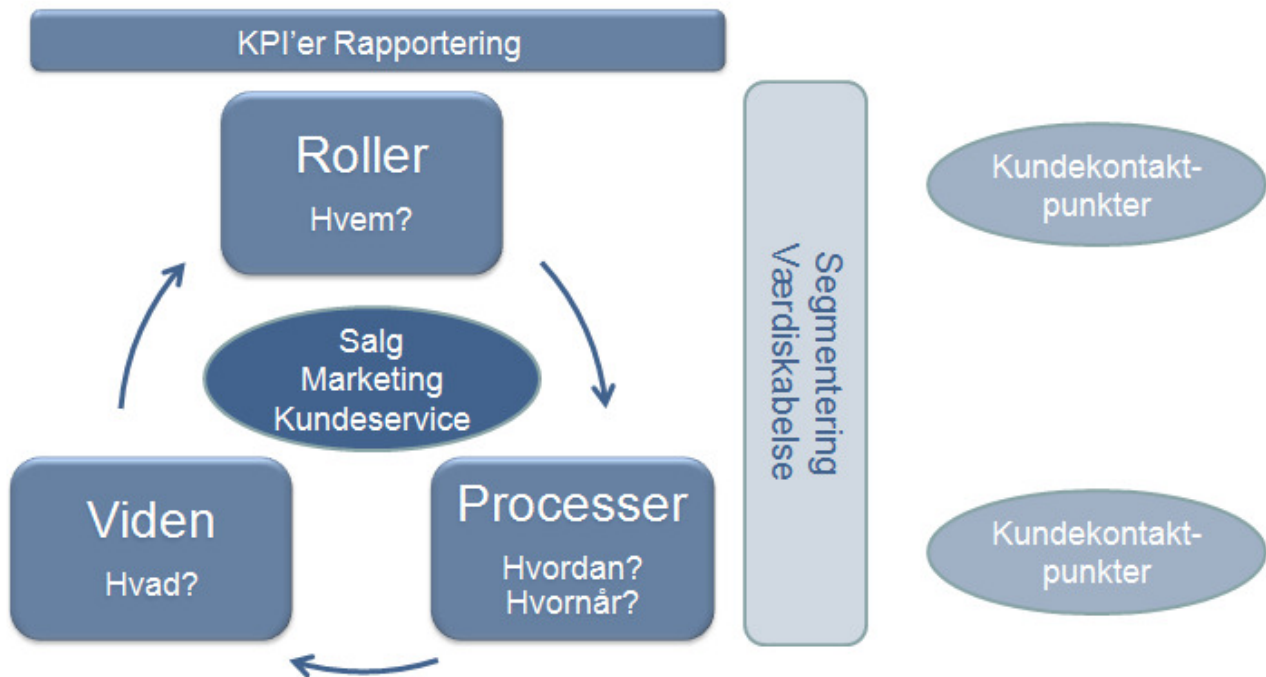 KPI'er Rapportering
Roller
Hvem?
Salg
Marketing
Kundeservice
Viden
Hvad?
Processer
Hvordan?
Hvornår?
Segmentering
Værdiskabelse
Kundekontakt-
punkter
Kundekontakt-
punkter